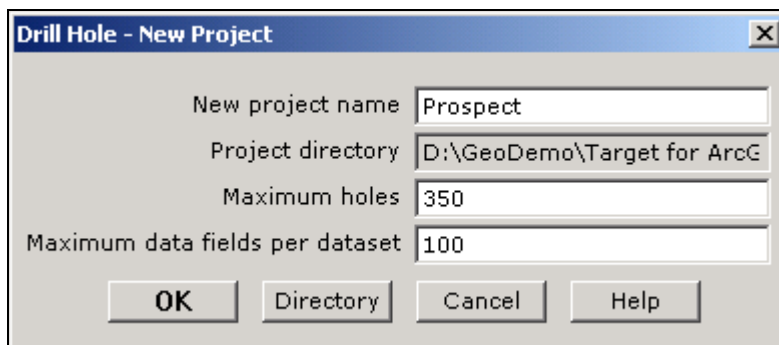 Drill Hole - New Project
New project name Prospect
Project directory D:\GeoDemo\Target for ArcG
Maximum holes 350
Maximum data fields per dataset 100
OK Directory Cancel Help